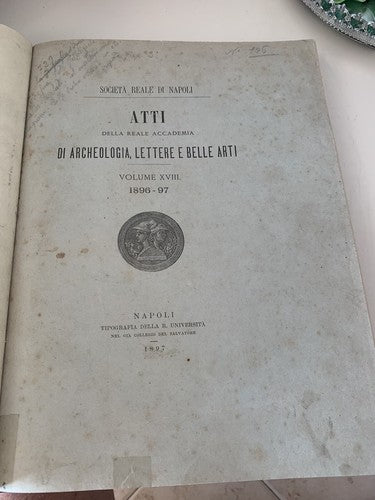 SOCIETÀ REALE DI NAPOLI
ATTI
DELLA REALE ACCADEMIA
DI ARCHEOLOGIA, LETTERE E BELLE ARTI
VOLUME XVIII.
1896-97
NAPOLI
TIPOGRAFIA DELLA R. UNIVERSITÀ
NEL GIÀ COLLEGIO DEL SALVATORE
1897